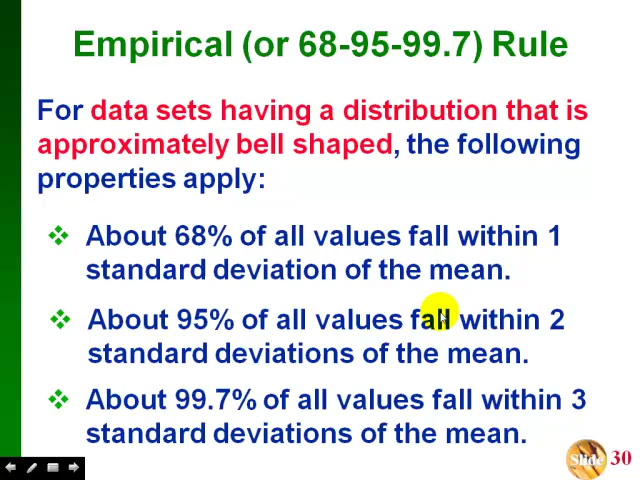 Empirical (or 68-95-99.7) Rule
For data sets having a distribution that is
approximately bell shaped, the following
properties apply:
❖ About 68% of all values fall within 1
standard deviation of the mean.
❖ About 95% of all values fall within 2
standard deviations of the mean.
❖ About 99.7% of all values fall within 3
standard deviations of the mean.
Slide 30